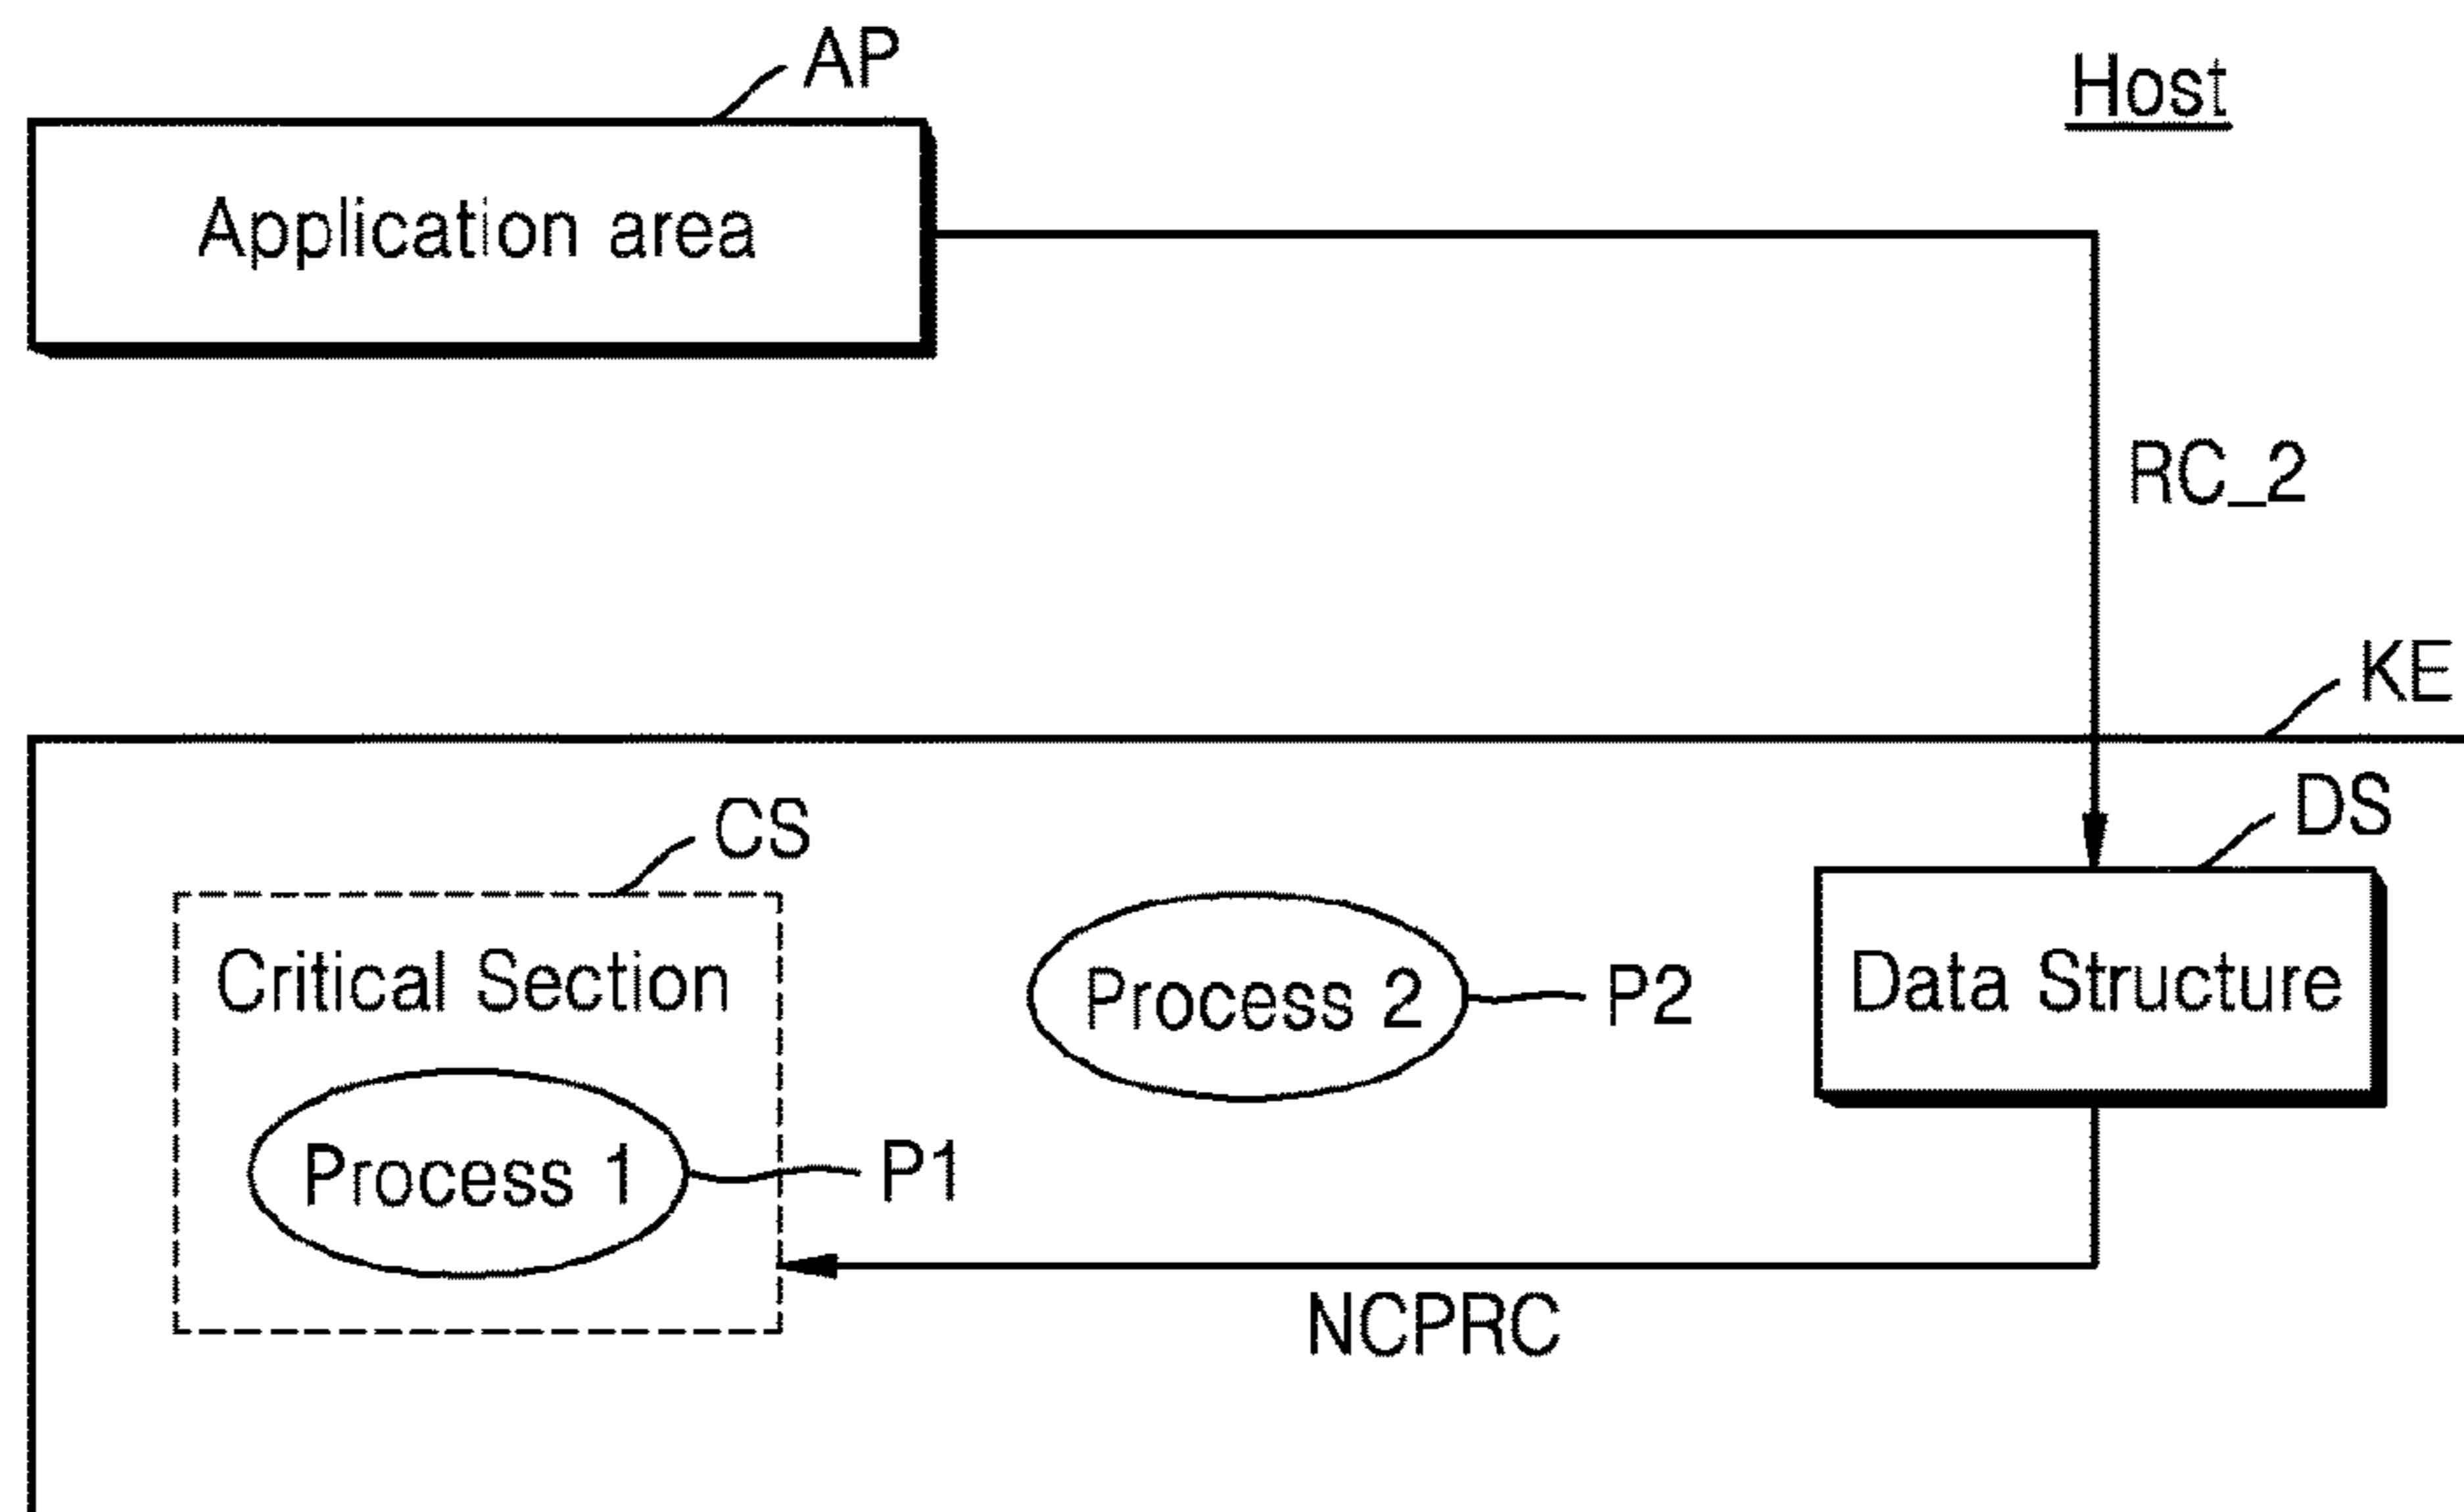 AP
Host
Application area
RC_2
KE
CS
DS
Critical Section
Process 2
P2
Data Structure
Process 1
P1
NCPRC